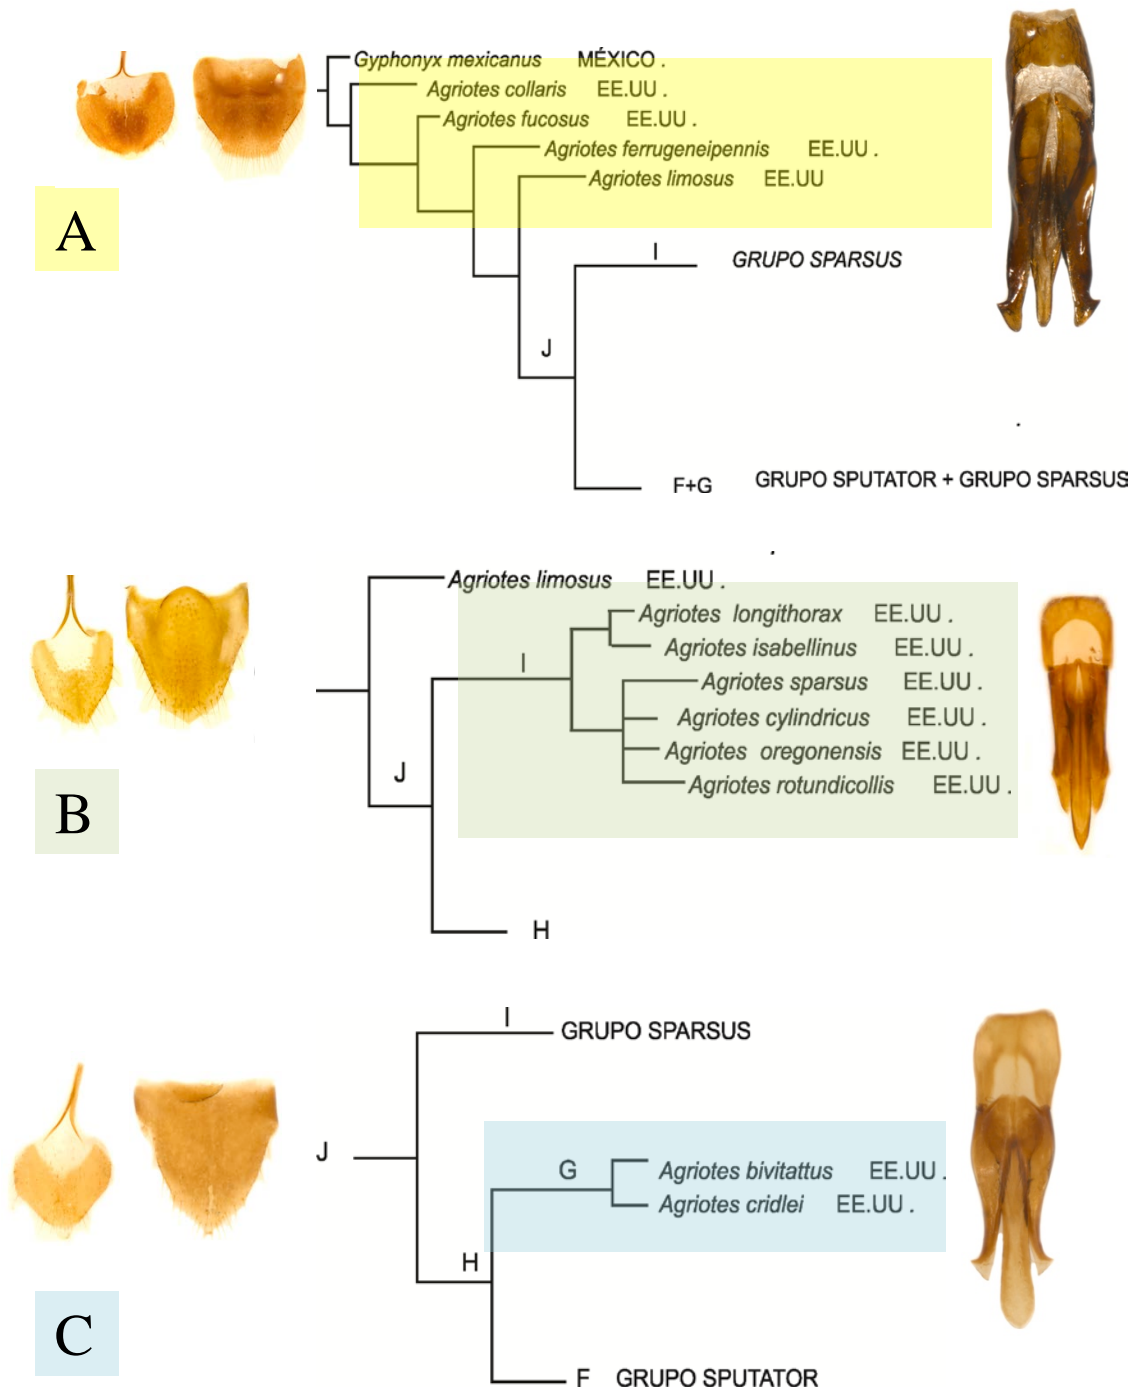 Gyphonyx mexicanus MÉXICO .
Agriotes collaris EE.UU .
Agriotes fucosus EE.UU .
Agriotes ferrugeneipennis EE.UU .
Agriotes limosus EE.UU
A
I
GRUPO SPARSUS
J
F+G GRUPO SPUTATOR + GRUPO SPARSUS
Agriotes limosus EE.UU .
Agriotes longithorax EE.UU .
Agriotes isabellinus EE.UU .
I
Agriotes sparsus EE.UU .
Agriotes cylindricus EE.UU .
Agriotes oregonensis EE.UU .
Agriotes rotundicollis EE.UU .
J
B
H
I
GRUPO SPARSUS
J
G
Agriotes bivitattus EE.UU .
Agriotes cridlei EE.UU .
H
C
F GRUPO SPUTATOR